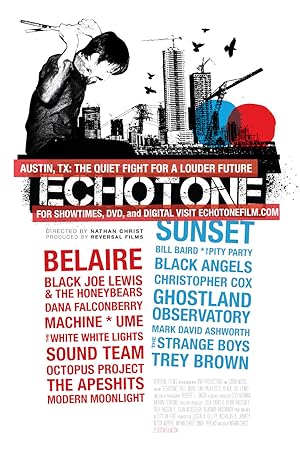 AUSTIN, TX: THE QUIET FIGHT FOR A LOUDER FUTURE
ECHOTONE
FOR SHOWTIMES, DVD, and DIGITAL VISIT ECHOTONEFILM.COM
DIRECTED BY NATHAN CHRIST
PRODUCED BY REVERSAL FILMS
BELAIRE
BLACK JOE LEWIS
& THE HONEYBEARS
DANA FALCONBERRY
MACHINE * UME
THE WHITE WHITE LIGHTS
SOUND TEAM
OCTOPUS PROJECT
THE APESHITS
MODERN MOONLIGHT
SUNSET
BILL BAIRD * THE PITY PARTY
BLACK ANGELS
CHRISTOPHER COX
GHOSTLAND
OBSERVATORY
MARK DAVID ASHWORTH
THE STRANGE BOYS
TREY BROWN
ECHOTONEFILM.COM